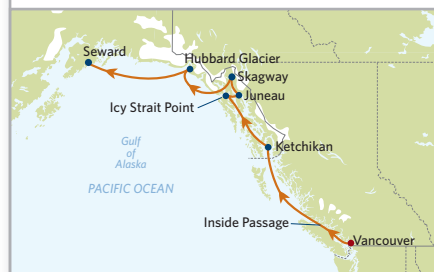 Seward
Hubbard Glacier
Skagway
Juneau
Icy Strait Point
Gulf
of
Alaska
Ketchikan
PACIFIC OCEAN
Inside Passage
Vancouver